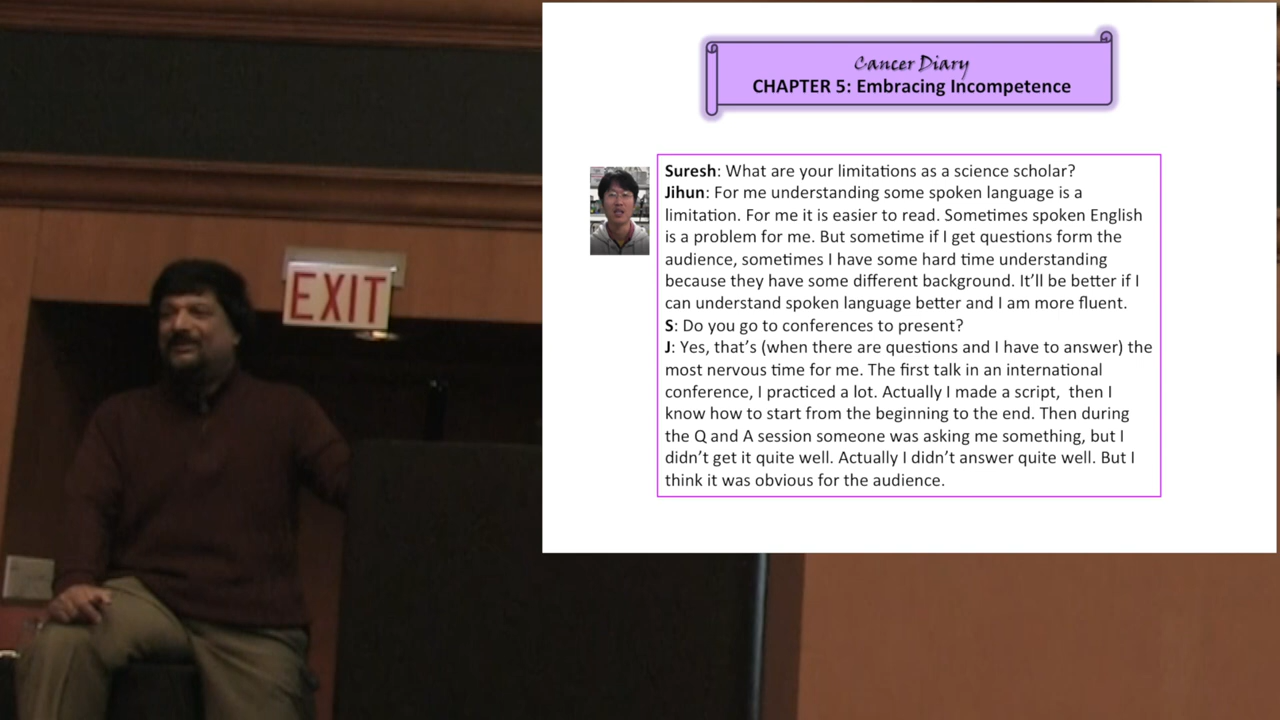 Cancer Diary
CHAPTER 5: Embracing Incompetence
EXIT
Suresh: What are your limitations as a science scholar?
Jihun: For me understanding some spoken language is a
limitation. For me it is easier to read. Sometimes spoken English
is a problem for me. But sometime if I get questions form the
audience, sometimes I have some hard time understanding
because they have some different background. It’ll be better if I
can understand spoken language better and I am more fluent.
S: Do you go to conferences to present?
J: Yes, that’s (when there are questions and I have to answer) the
most nervous time for me. The first talk in an international
conference, I practiced a lot. Actually I made a script, then I
know how to start from the beginning to the end. Then during
the Q and A session someone was asking me something, but I
didn’t get it quite well. Actually I didn’t answer quite well. But I
think it was obvious for the audience.